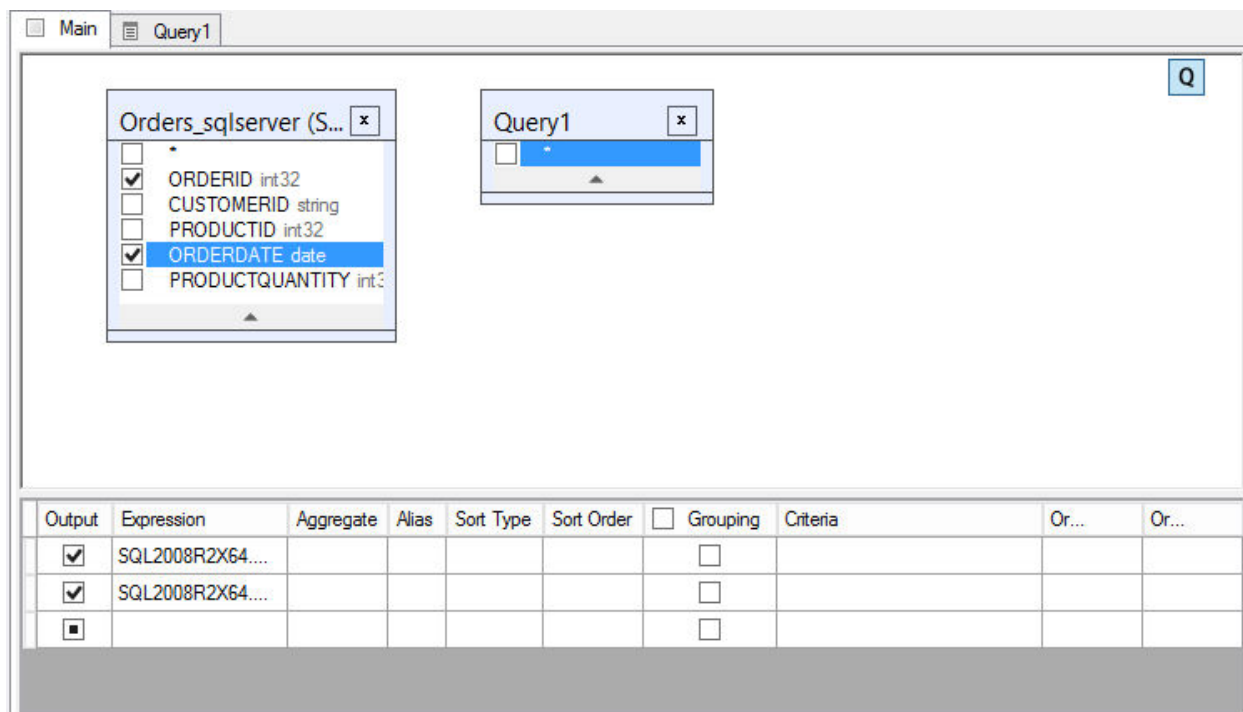 Main Query1
Q
Orders_sqlserver (S... x
*
ORDERID int32
CUSTOMERID string
PRODUCTID int32
ORDERDATE date
PRODUCTQUANTITY int3
Query1 x
*
Output Expression Aggregate Alias Sort Type Sort Order Grouping Criteria Or... Or...
SQL2008R2X64....
SQL2008R2X64....